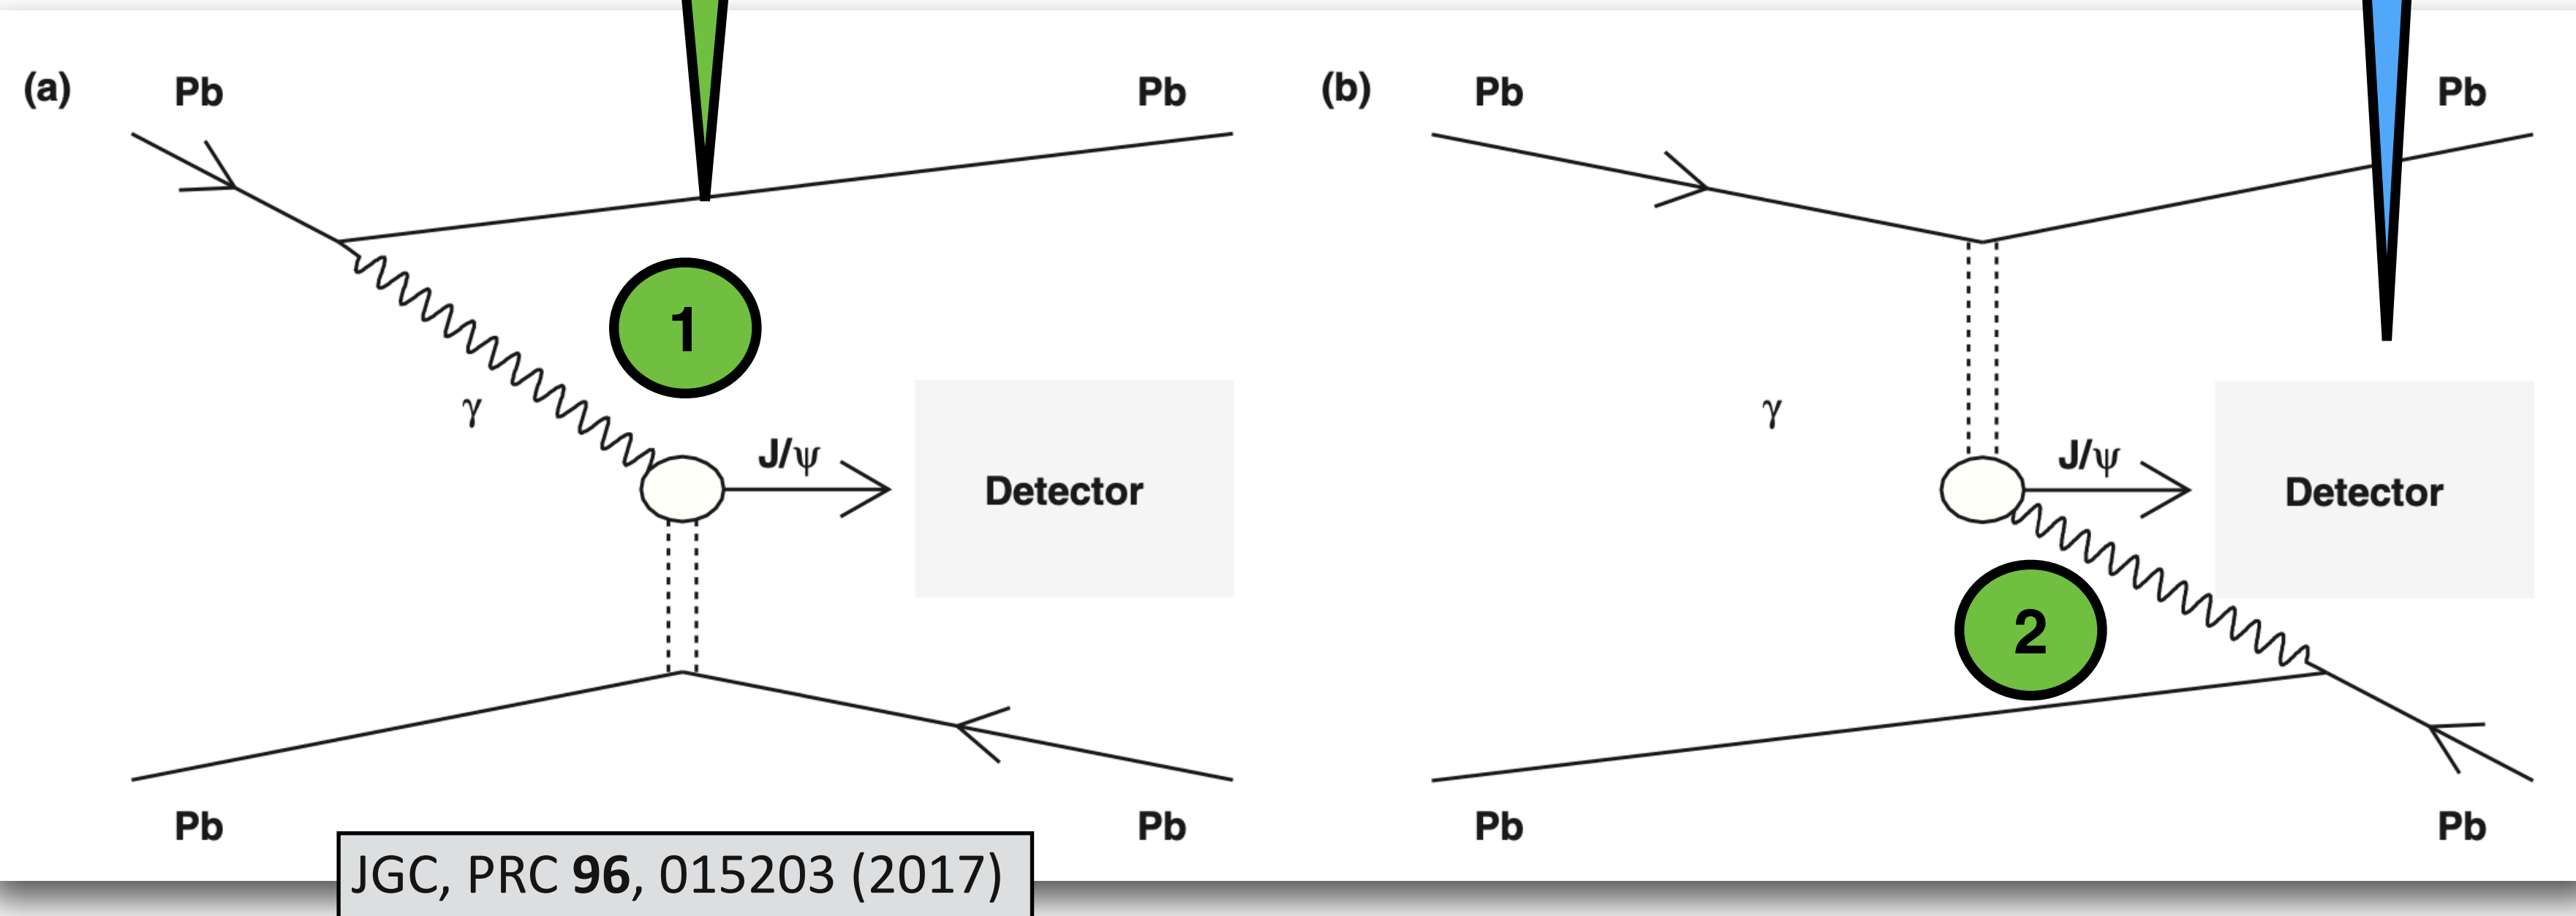 (a) Pb Pb
1
γ
J/ψ
Detector
Pb Pb
(b) Pb Pb
γ
J/ψ
Detector
2
Pb Pb
JGC, PRC 96, 015203 (2017)